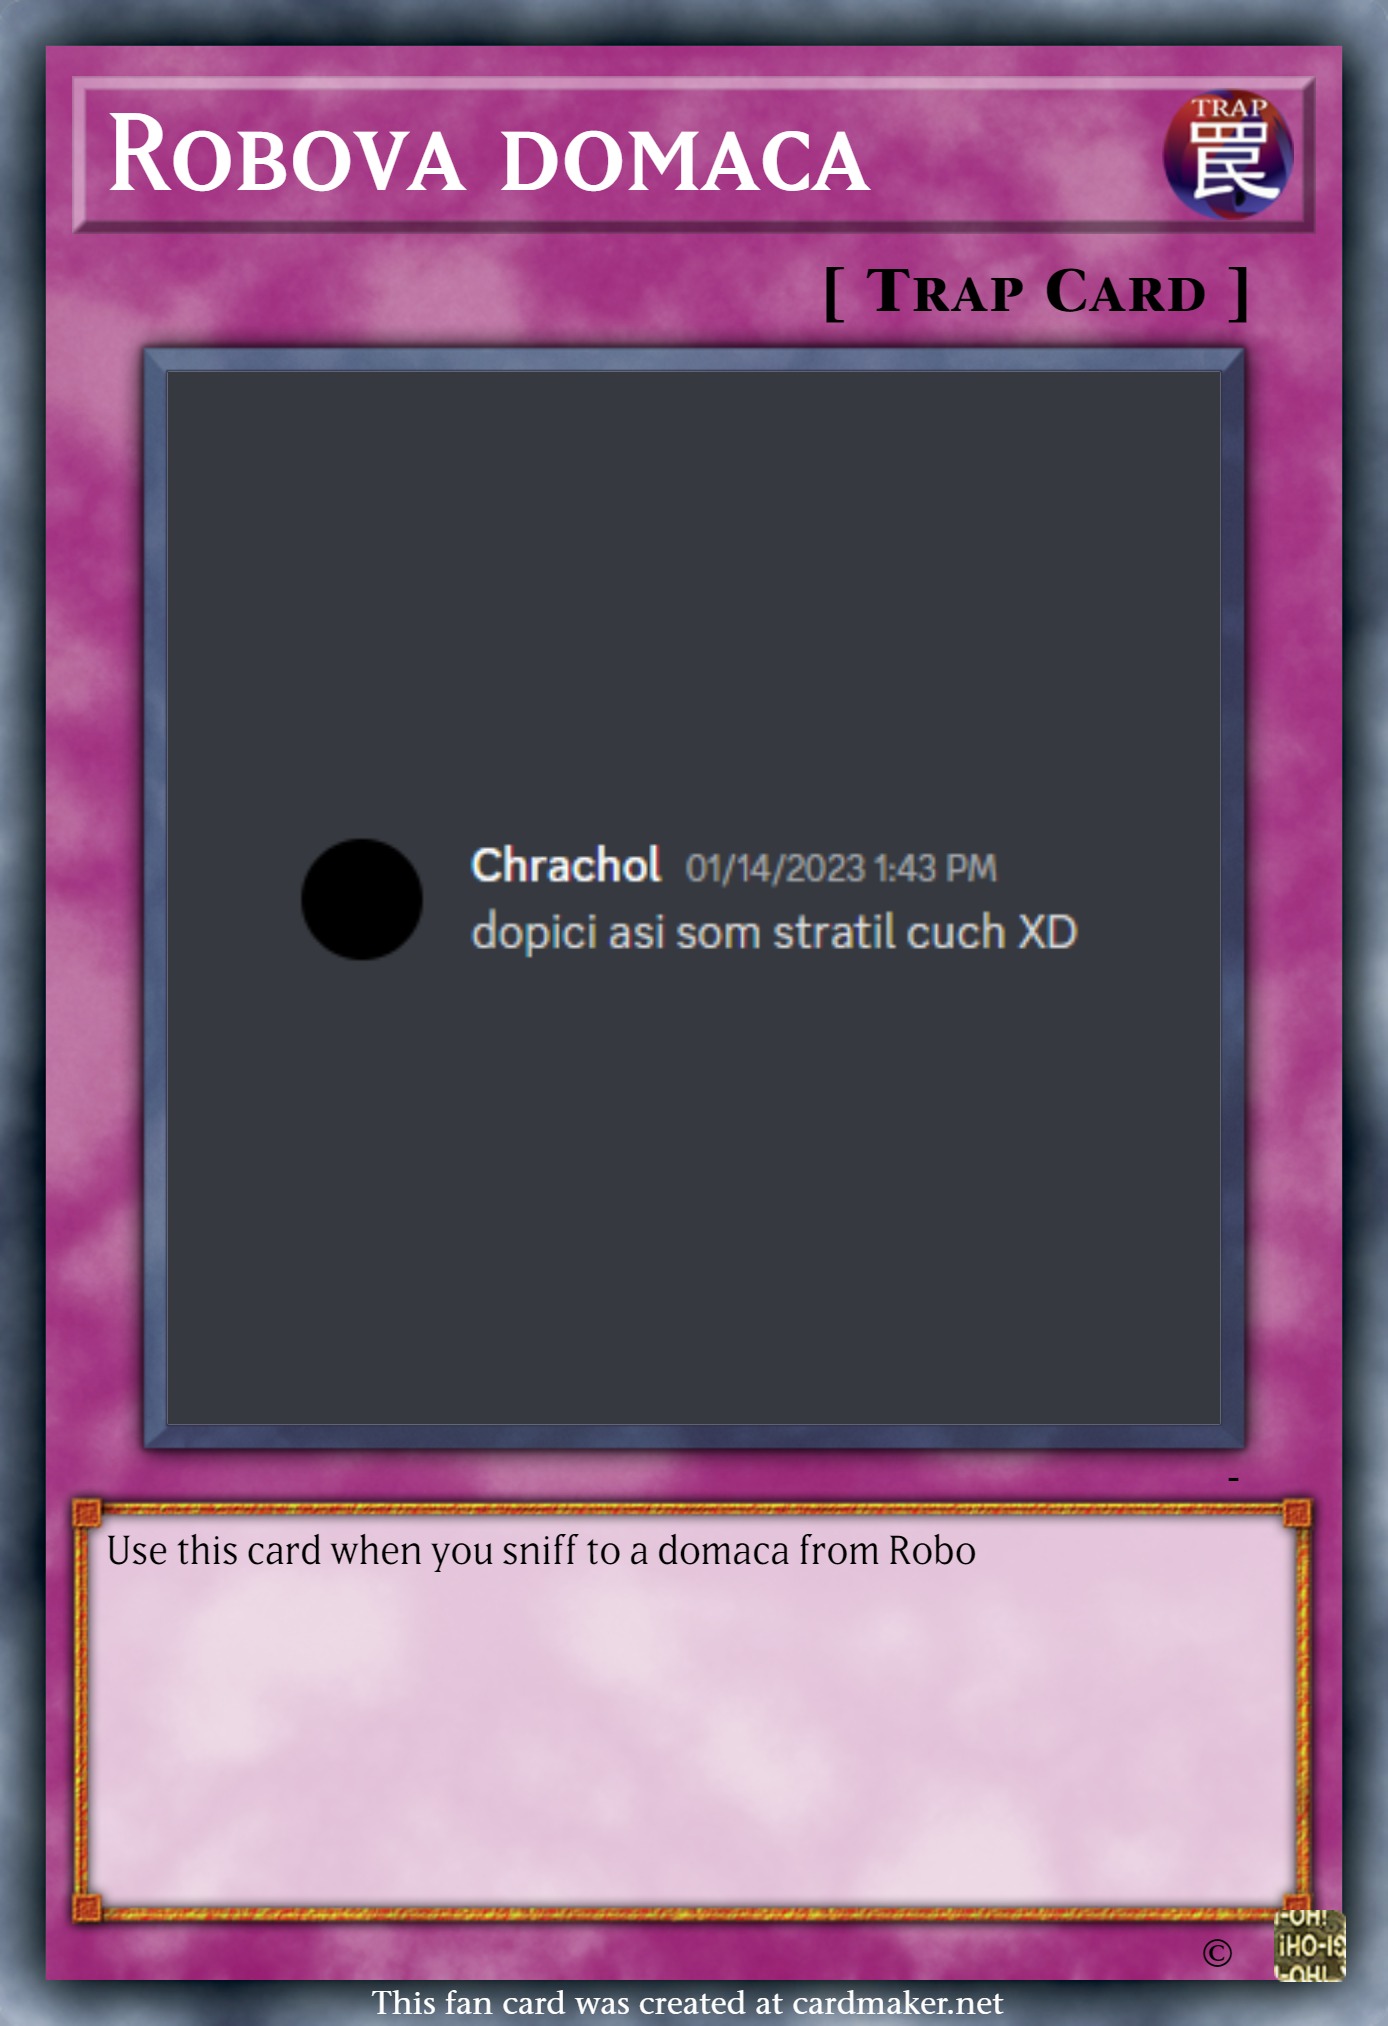 Robova domaca
TRAP
罠
[ Trap Card ]
Chrachol 01/14/2023 1:43 PM
dopici asi som stratil cuch XD
-
Use this card when you sniff to a domaca from Robo
©
This fan card was created at cardmaker.net